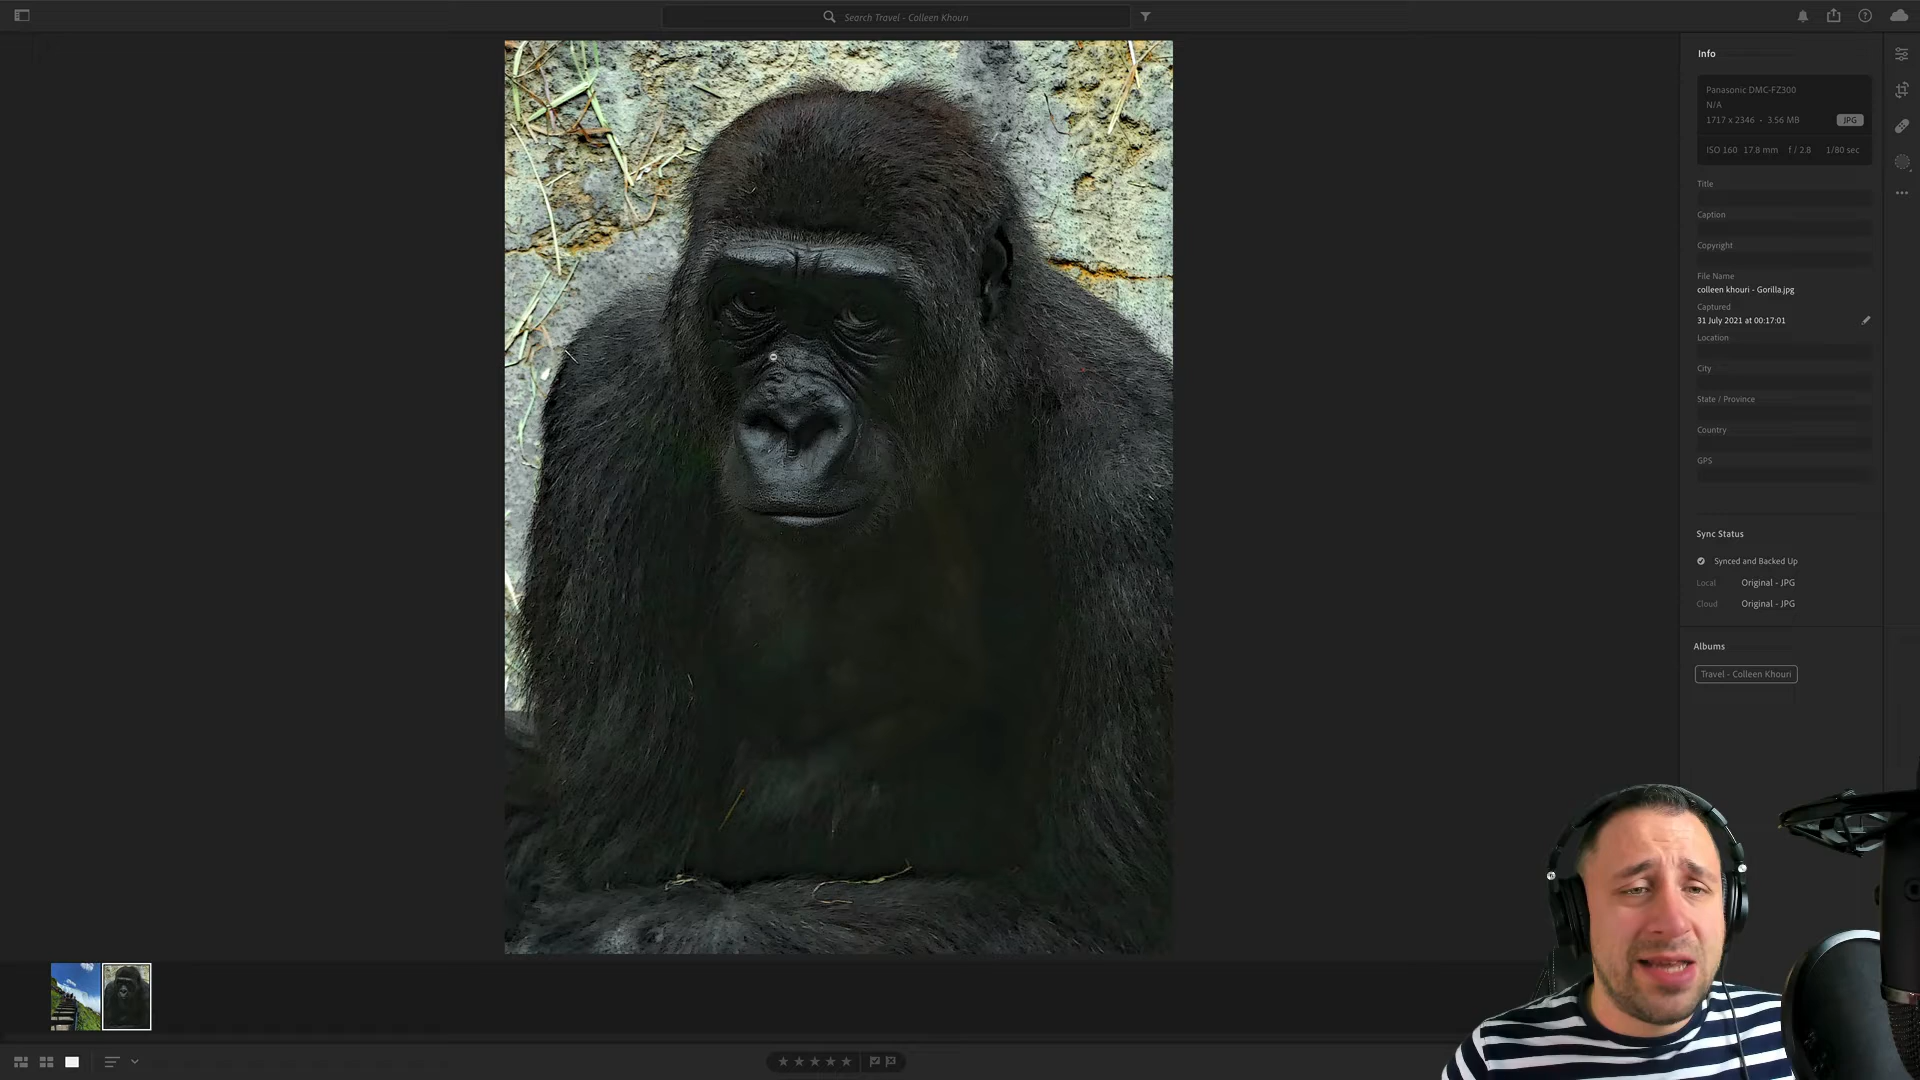 Search Travel - Colleen Khouri
Info
Panasonic DMC-FZ300
N/A
1717 x 2346 • 3.56 MB
JPG
ISO 160 17.8 mm f / 2.8 1/80 sec
Title
Caption
Copyright
File Name
colleen khouri - Gorilla.jpg
Captured
31 July 2021 at 00:17:01
Location
City
State / Province
Country
GPS
Sync Status
Synced and Backed Up
Local Original - JPG
Cloud Original - JPG
Albums
Travel - Colleen Khouri